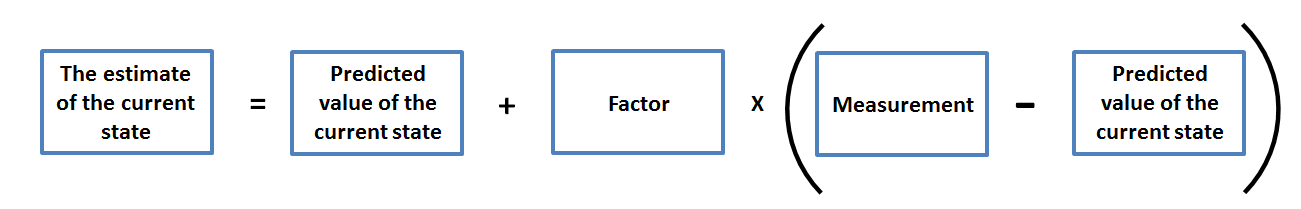 The estimate
of the current
state
=
Predicted
value of the
current state
+
Factor
x
(
Measurement
-
Predicted
value of the
current state
)